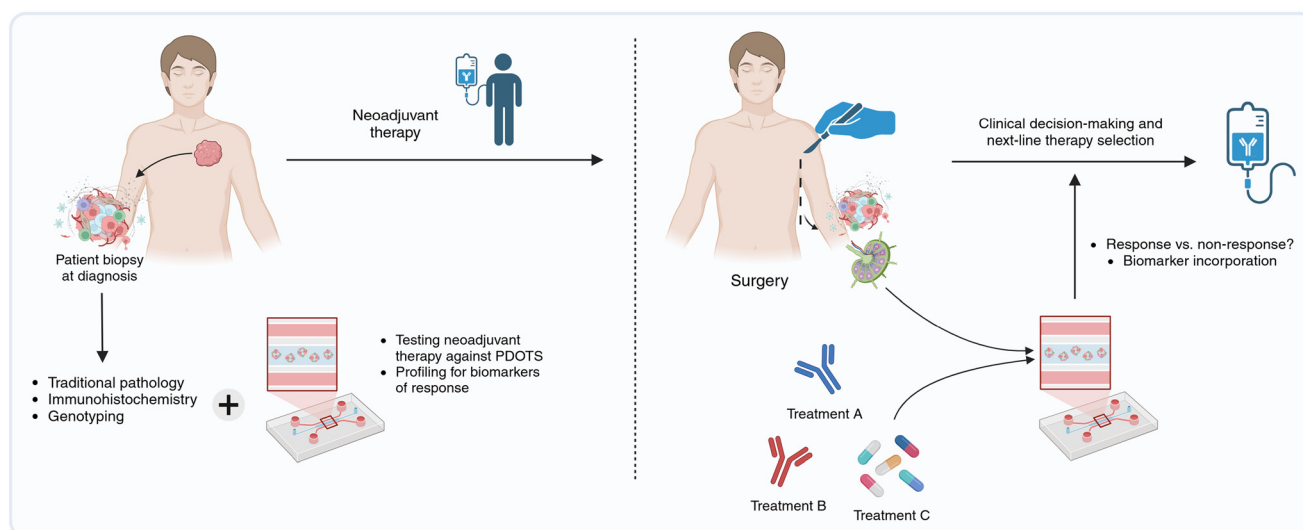 Neoadjuvant
therapy
Patient biopsy
at diagnosis
• Traditional pathology
• Immunohistochemistry
• Genotyping
+
• Testing neoadjuvant
therapy against PDOTS
• Profiling for biomarkers
of response
Surgery
Clinical decision-making and
next-line therapy selection
• Response vs. non-response?
• Biomarker incorporation
Treatment A
Treatment B
Treatment C